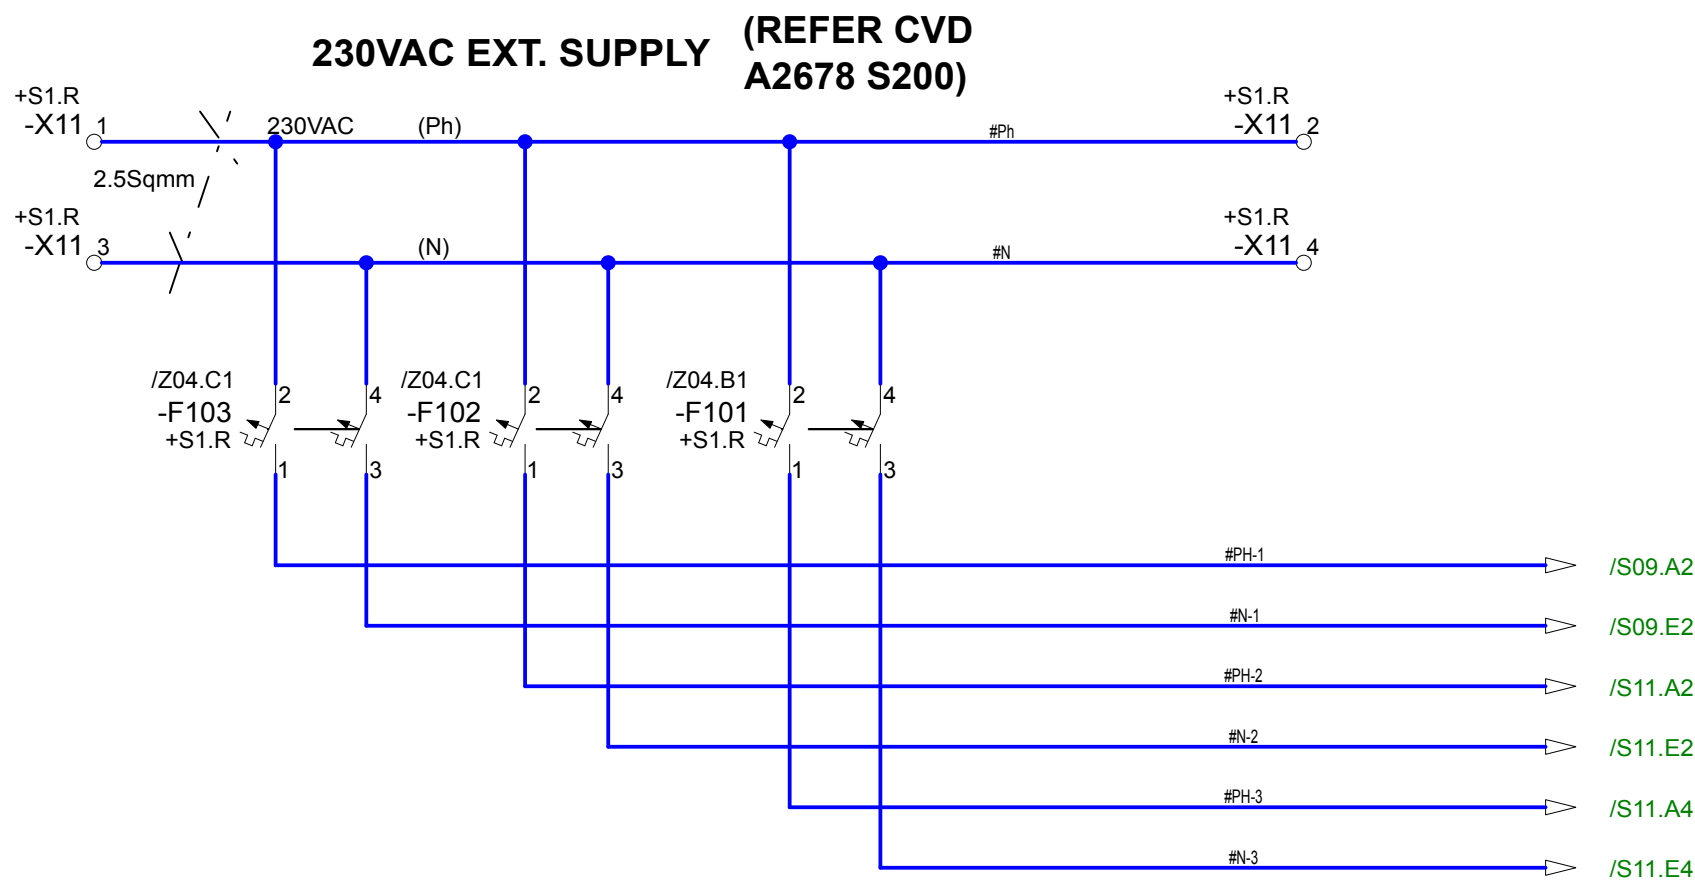 230VAC EXT. SUPPLY
(REFER CVD
A2678 S200)
+S1.R
-X11 1
230VAC
(Ph)
#Ph
+S1.R
-X11 2
2.5Sqmm
+S1.R
-X11 3
(N)
#N
+S1.R
-X11 4
/Z04.C1
-F103
+S1.R
2
4
1
3
/Z04.C1
-F102
+S1.R
2
4
1
3
/Z04.B1
-F101
+S1.R
2
4
1
3
#PH-1
/S09.A2
#N-1
/S09.E2
#PH-2
/S11.A2
#N-2
/S11.E2
#PH-3
/S11.A4
#N-3
/S11.E4